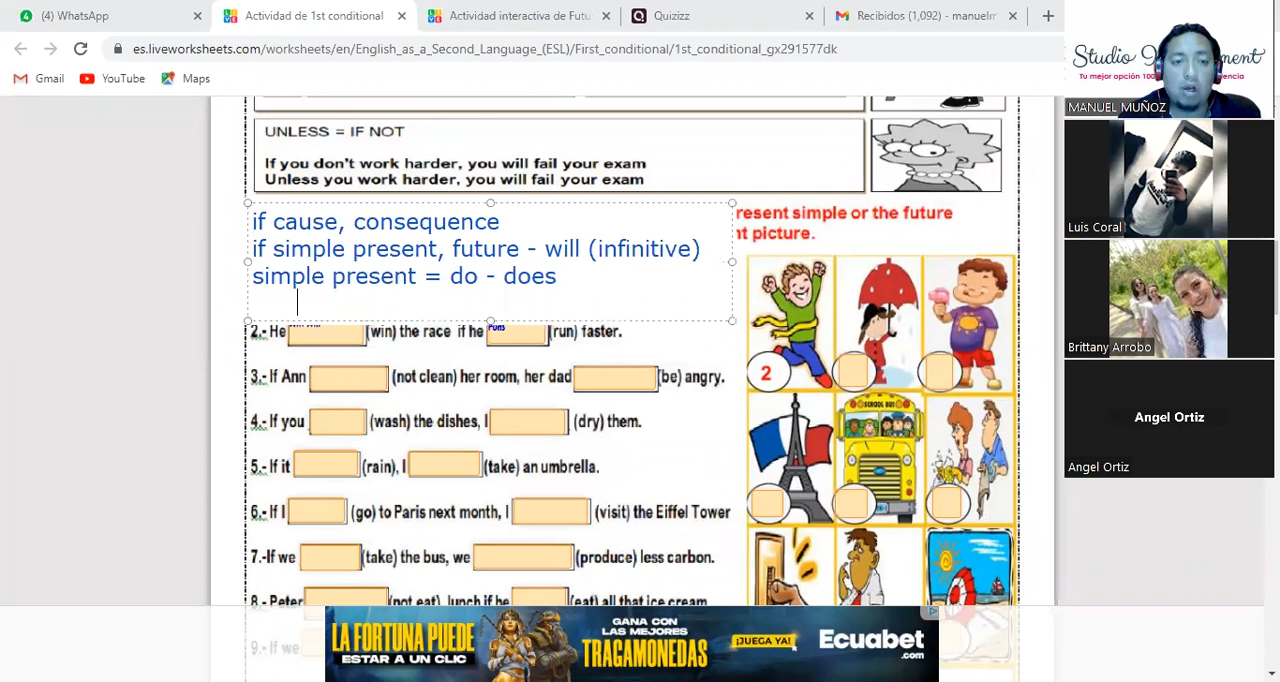 (4) WhatsApp
Actividad de 1st conditional
Actividad interactiva de Futu
Quizizz
Recibidos (1,092) - manuelm
es.liveworksheets.com/worksheets/en/English_as_a_Second_Language_(ESL)/First_conditional/1st_conditional_gx291577dk
Gmail
YouTube
Maps
Tu mejor opción 100
MANUEL MUÑOZ
UNLESS = IF NOT
If you don't work harder, you will fail your exam
Unless you work harder, you will fail your exam
if cause, consequence
if simple present, future - will (infinitive)
simple present = do - does
resent simple or the future
nt picture.
2.- He (win) the race if he runs (run) faster.
3.- If Ann (not clean) her room, her dad (be) angry.
4.- If you (wash) the dishes, I (dry) them.
5.- If it (rain), I (take) an umbrella.
6.- If I (go) to Paris next month, I (visit) the Eiffel Tower
7.-If we (take) the bus, we (produce) less carbon.
8.- Peter (not eat), lunch if he (eat) all that ice cream
9.- If we
2
SCHOOL BUS
Luis Coral
Brittany Arrobo
Angel Ortiz
Angel Ortiz
LA FORTUNA PUEDE
ESTAR A UN CLIC
GANA CON
LAS MEJORES
TRAGAMONEDAS
¡JUEGA YA!
Ecuabet
.com